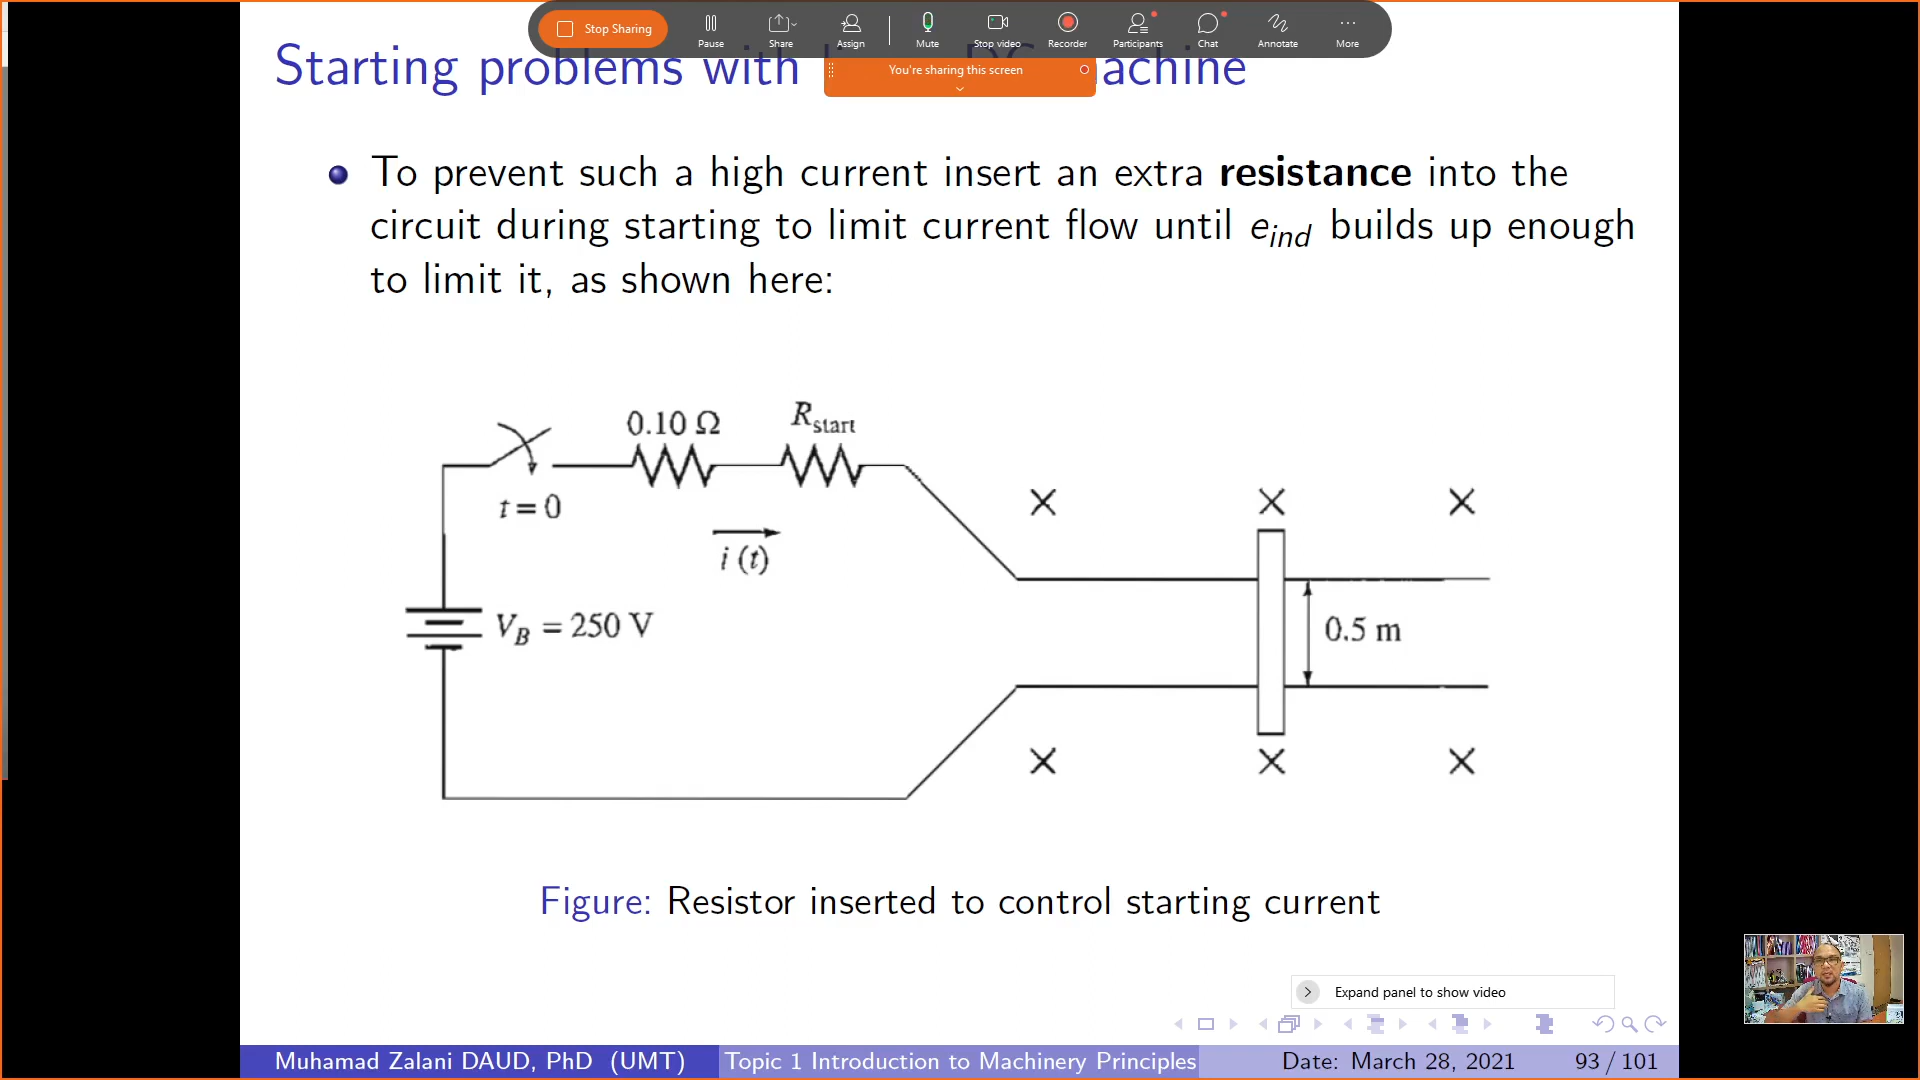 Stop Sharing
Pause
Share
Assign
Mute
Stop video
Recorder
Participants
Chat
Annotate
More
You're sharing this screen
Starting problems with DC machine
To prevent such a high current insert an extra resistance into the
circuit during starting to limit current flow until e_ind builds up enough
to limit it, as shown here:
0.10 Ω
R_start
t = 0
i (t)
V_B = 250 V
0.5 m
Figure: Resistor inserted to control starting current
Expand panel to show video
Muhamad Zalani DAUD, PhD (UMT)
Topic 1 Introduction to Machinery Principles
Date: March 28, 2021
93 / 101